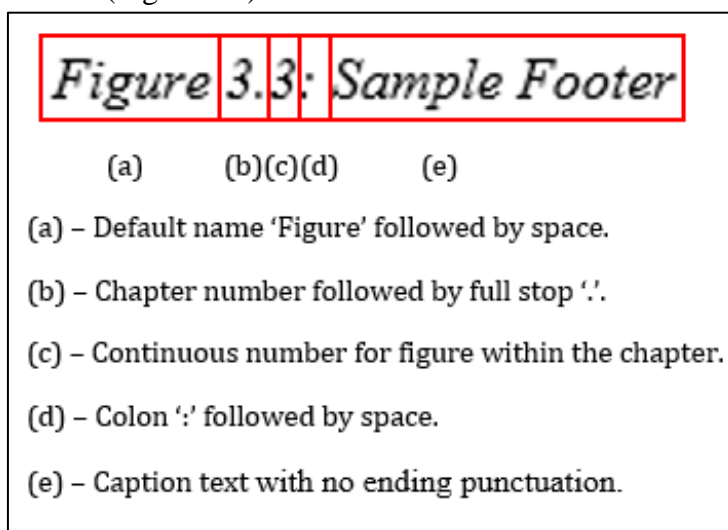 Figure 3.3: Sample Footer
(a) (b)(c)(d) (e)
(a) – Default name ‘Figure’ followed by space.
(b) – Chapter number followed by full stop ‘.’.
(c) – Continuous number for figure within the chapter.
(d) – Colon ‘:’ followed by space.
(e) – Caption text with no ending punctuation.